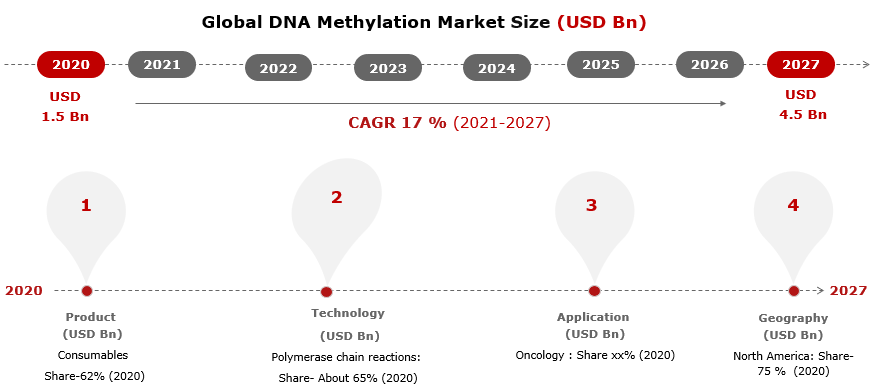 Global DNA Methylation Market Size (USD Bn)
2020
2021
2022
2023
2024
2025
2026
2027
USD
1.5 Bn
USD
4.5 Bn
CAGR 17 % (2021-2027)
1
2
3
4
2020
2027
Product
(USD Bn)
Consumables
Share-62% (2020)
Technology
(USD Bn)
Polymerase chain reactions:
Share- About 65% (2020)
Application
(USD Bn)
Oncology : Share xx% (2020)
Geography
(USD Bn)
North America: Share-
75 % (2020)